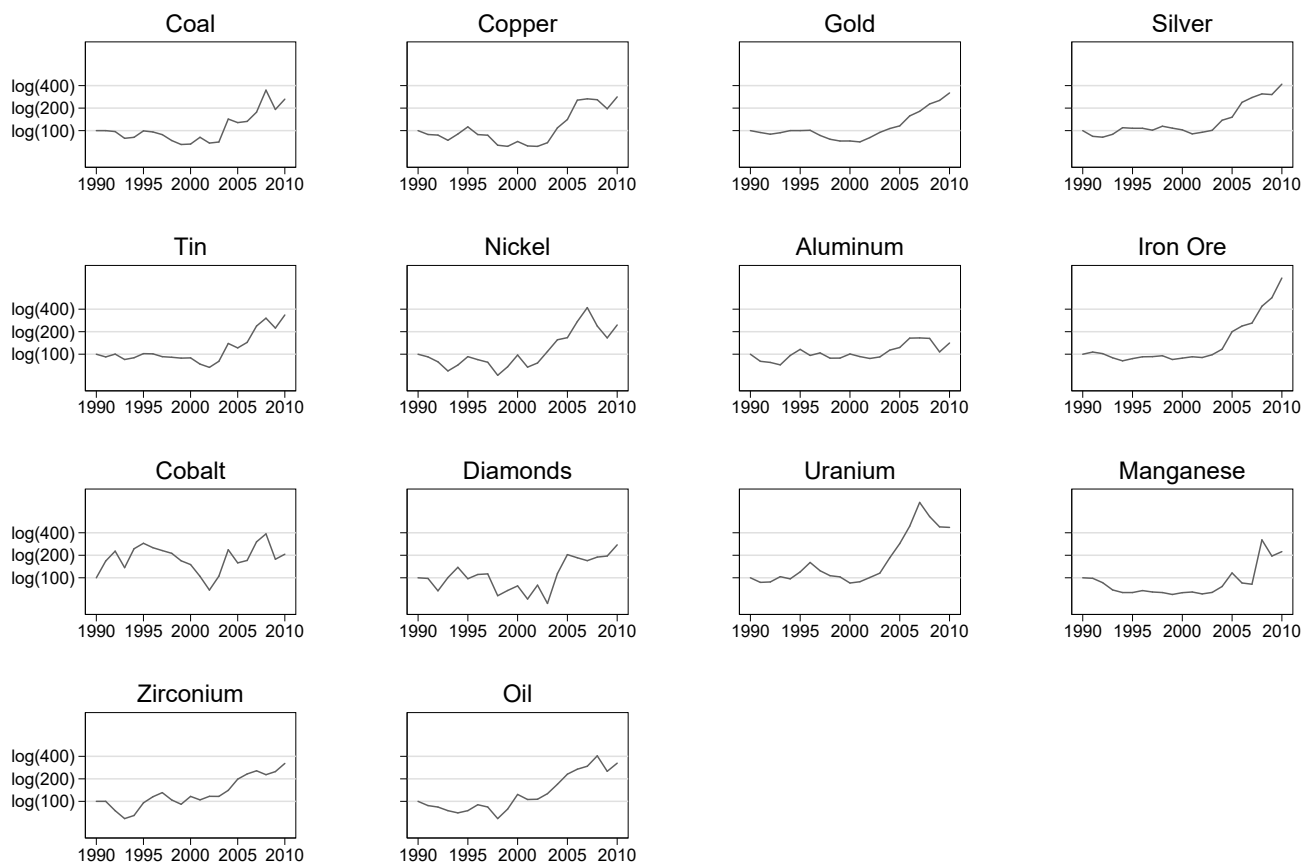 Coal Copper Gold Silver
log(400)
log(200)
log(100)
1990 1995 2000 2005 2010 1990 1995 2000 2005 2010 1990 1995 2000 2005 2010 1990 1995 2000 2005 2010
Tin Nickel Aluminum Iron Ore
log(400)
log(200)
log(100)
1990 1995 2000 2005 2010 1990 1995 2000 2005 2010 1990 1995 2000 2005 2010 1990 1995 2000 2005 2010
Cobalt Diamonds Uranium Manganese
log(400)
log(200)
log(100)
1990 1995 2000 2005 2010 1990 1995 2000 2005 2010 1990 1995 2000 2005 2010 1990 1995 2000 2005 2010
Zirconium Oil
log(400)
log(200)
log(100)
1990 1995 2000 2005 2010 1990 1995 2000 2005 2010